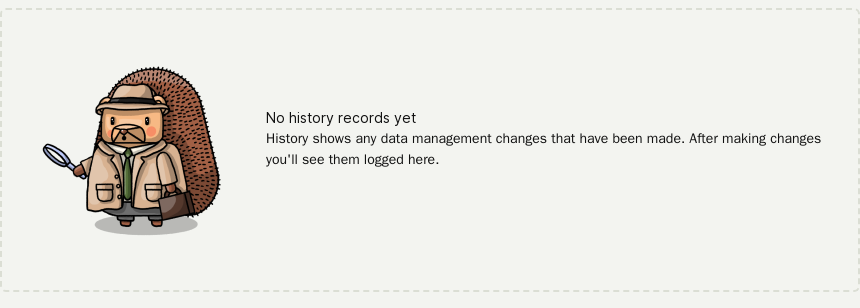 No history records yet
History shows any data management changes that have been made. After making changes
you'll see them logged here.